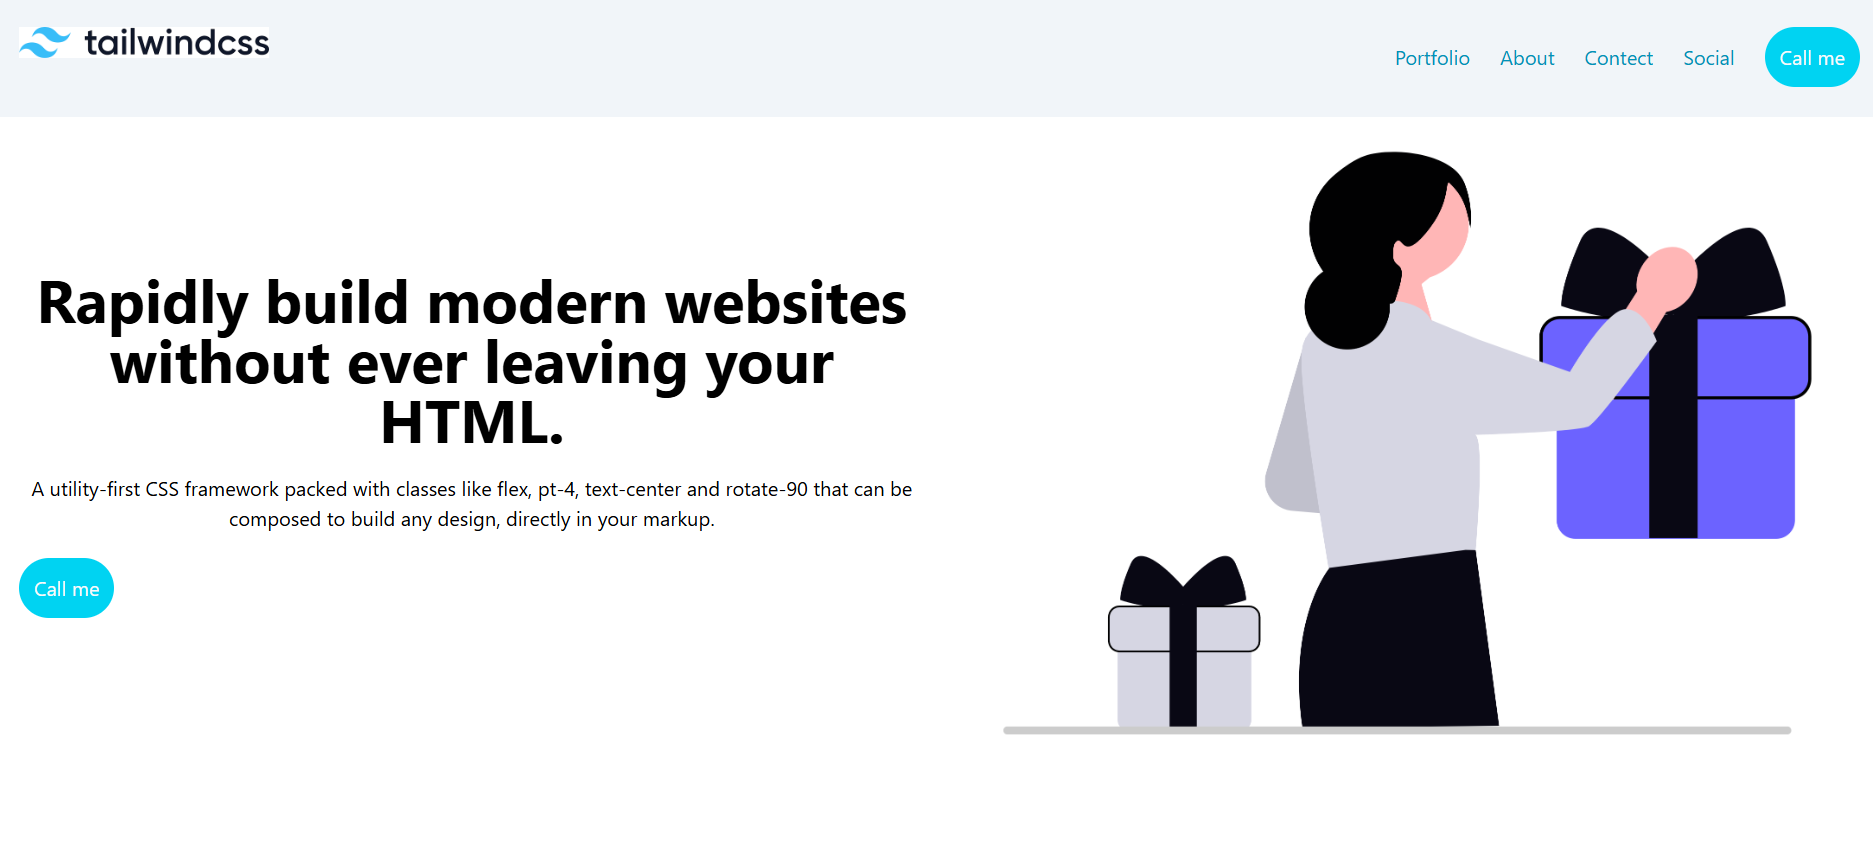 tailwindcss
Portfolio About Contect Social Call me
Rapidly build modern websites
without ever leaving your
HTML.
A utility-first CSS framework packed with classes like flex, pt-4, text-center and rotate-90 that can be
composed to build any design, directly in your markup.
Call me